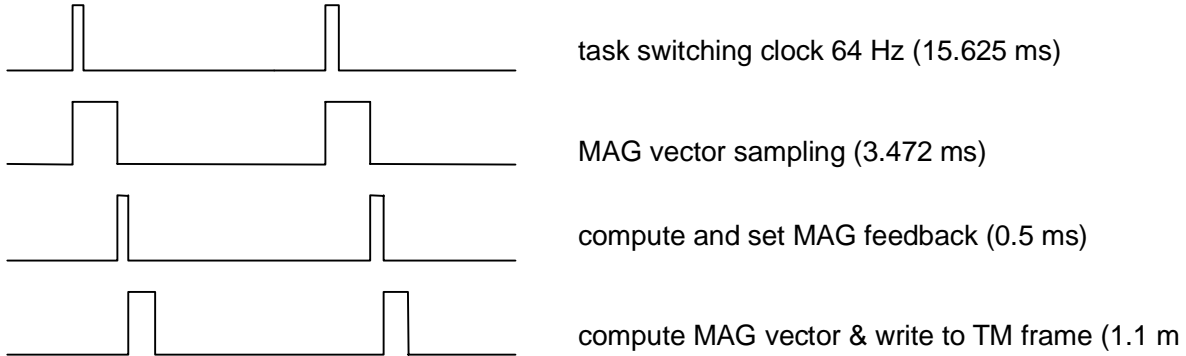 task switching clock 64 Hz (15.625 ms)
MAG vector sampling (3.472 ms)
compute and set MAG feedback (0.5 ms)
compute MAG vector & write to TM frame (1.1 m